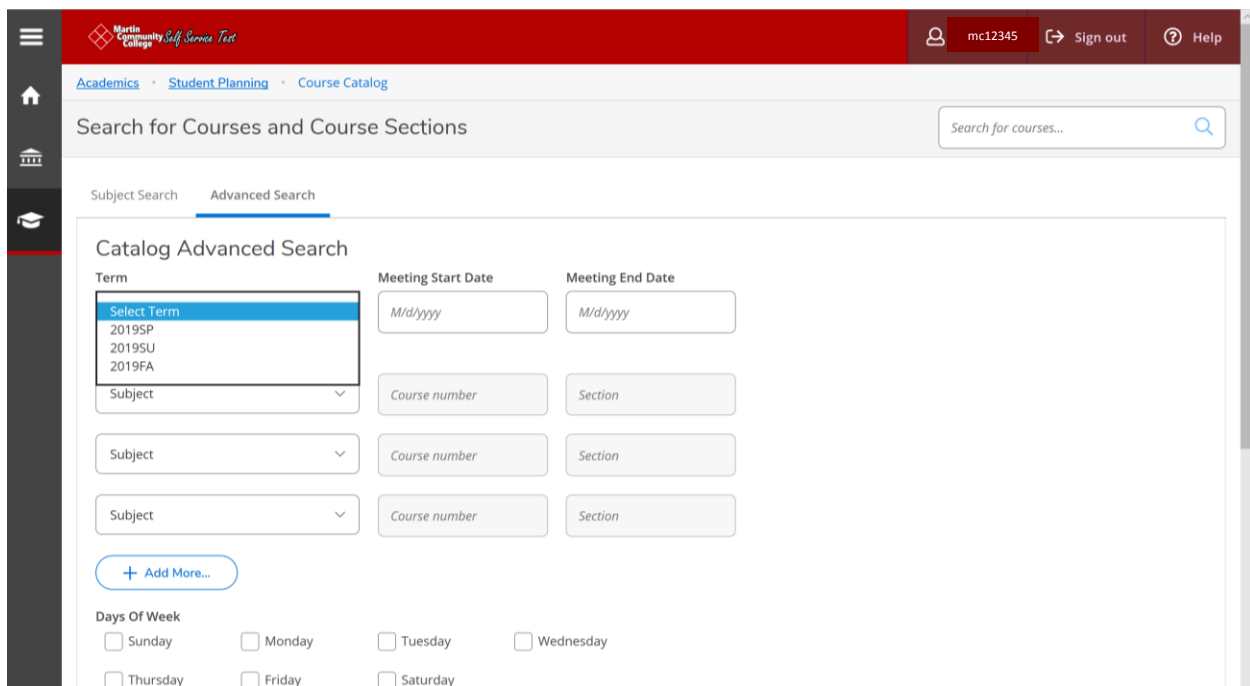 Martin
Community
College
Self Service Test
mc12345
Sign out
Help
Academics · Student Planning · Course Catalog
Search for Courses and Course Sections
Search for courses...
Subject Search Advanced Search
Catalog Advanced Search
Term Meeting Start Date Meeting End Date
Select Term
2019SP
2019SU
2019FA
M/d/yyyy M/d/yyyy
Subject Course number Section
Subject Course number Section
Subject Course number Section
+ Add More...
Days Of Week
Sunday Monday Tuesday Wednesday
Thursday Friday Saturday